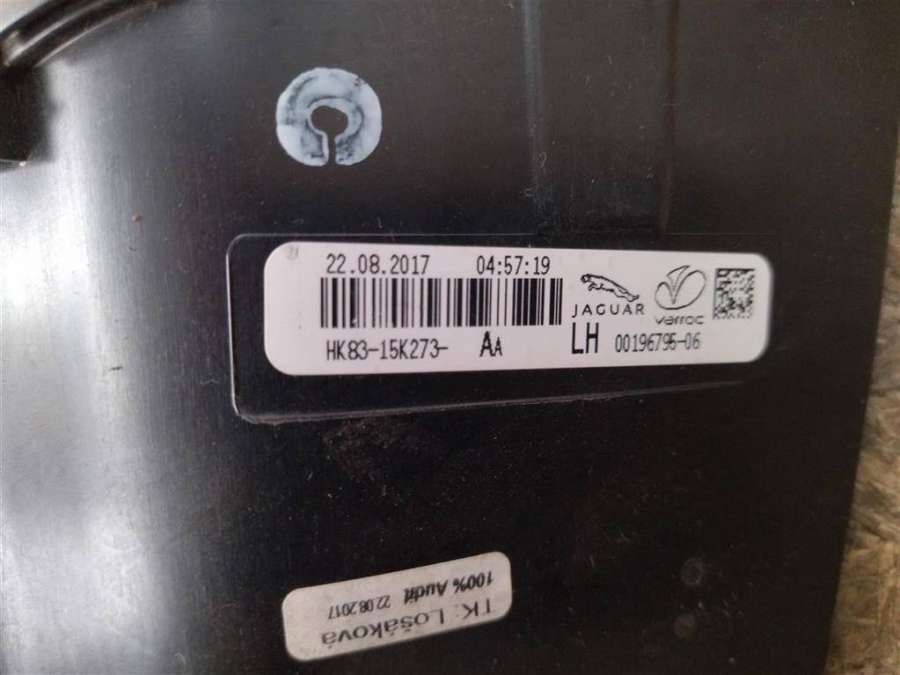 22.08.2017 04:57:19
JAGUAR
varroc
HK83-15K273- AA LH 00196795-06
TK: Lošáková
100% Audit 22.08.2017